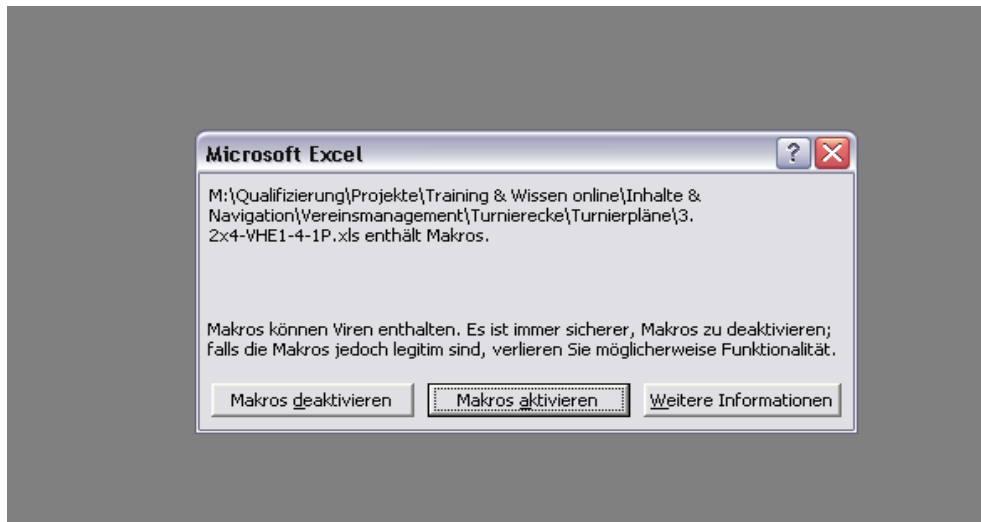 Microsoft Excel
M:\Qualifizierung\Projekte\Training & Wissen online\Inhalte &
Navigation\Vereinsmanagement\Turnierecke\Turnierpläne\3.
2x4-VHE1-4-1P.xls enthält Makros.
Makros können Viren enthalten. Es ist immer sicherer, Makros zu deaktivieren;
falls die Makros jedoch legitim sind, verlieren Sie möglicherweise Funktionalität.
Makros deaktivieren Makros aktivieren Weitere Informationen